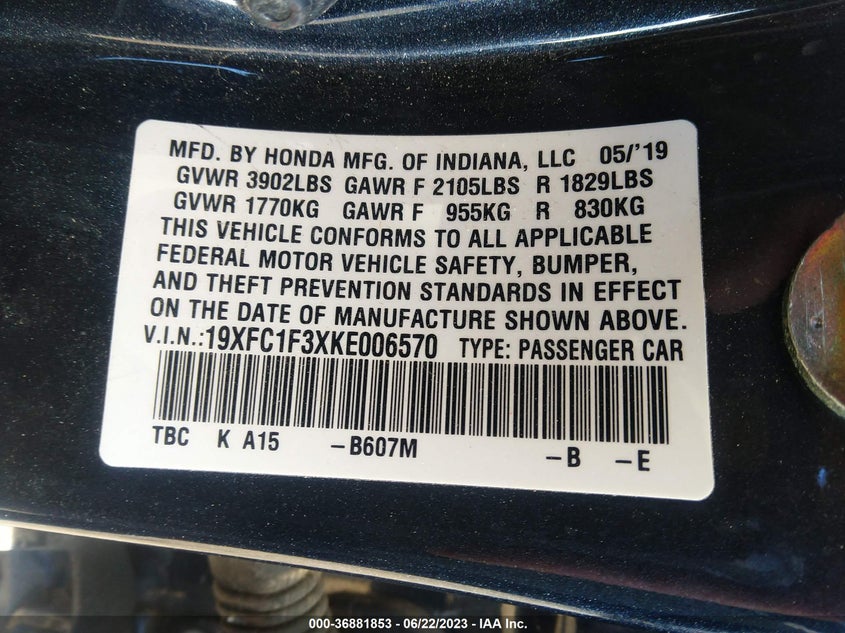 MFD. BY HONDA MFG. OF INDIANA, LLC 05/'19
GVWR 3902LBS GAWR F 2105LBS R 1829LBS
GVWR 1770KG GAWR F 955KG R 830KG
THIS VEHICLE CONFORMS TO ALL APPLICABLE
FEDERAL MOTOR VEHICLE SAFETY, BUMPER,
AND THEFT PREVENTION STANDARDS IN EFFECT
ON THE DATE OF MANUFACTURE SHOWN ABOVE.
V.I.N.:19XFC1F3XKE006570 TYPE: PASSENGER CAR
TBC K A15 -B607M -B -E
000-36881853 - 06/22/2023 - IAA Inc.